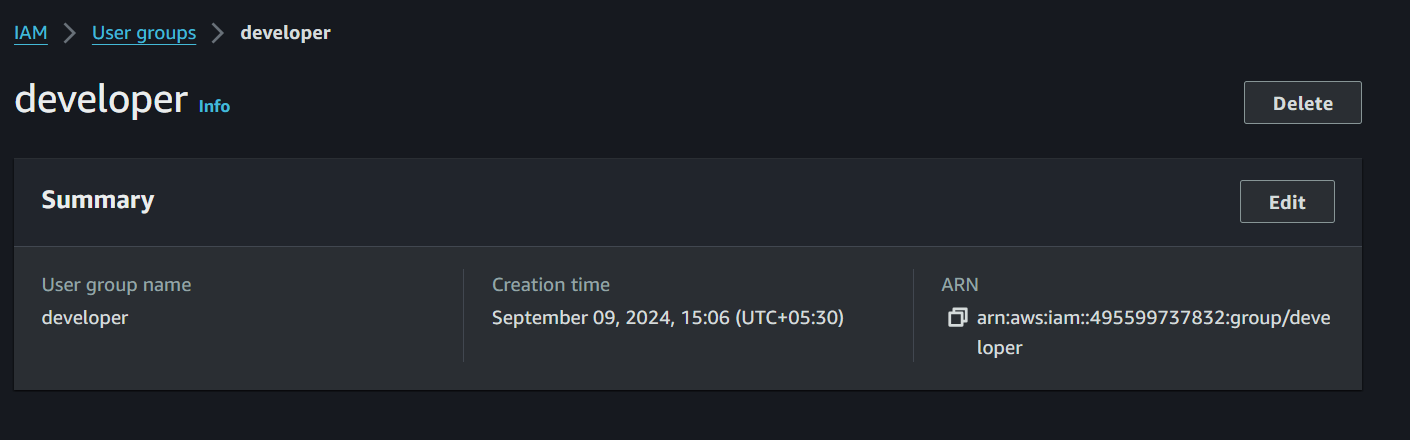 IAM > User groups > developer
developer Info
Delete
Summary
Edit
User group name
developer
Creation time
September 09, 2024, 15:06 (UTC+05:30)
ARN
arn:aws:iam::495599737832:group/deve
loper